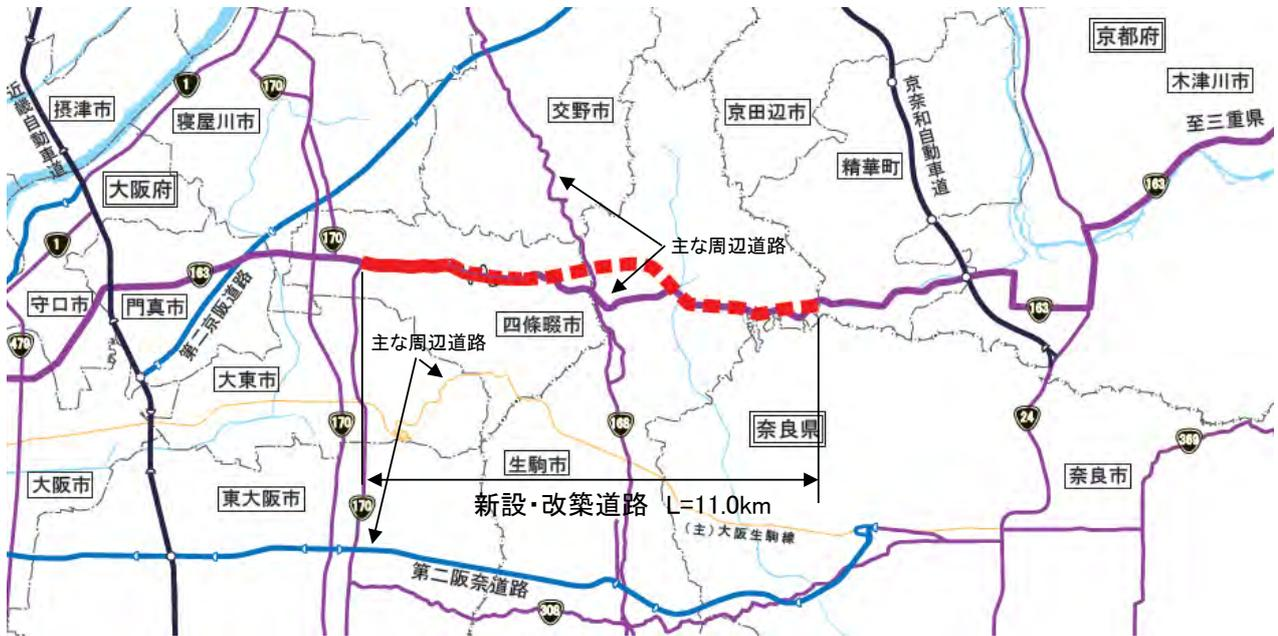 京都府
木津川市
至三重県
近畿自動車道
摂津市
1
170
寝屋川市
交野市
京田辺市
精華町
京奈和自動車道
163
大阪府
1
170
主な周辺道路
163
守口市
門真市
第二京阪道路
479
四條畷市
163
主な周辺道路
大東市
170
168
奈良県
24
369
大阪市
東大阪市
生駒市
奈良市
170
新設・改築道路 L=11.0km
(主)大阪生駒線
第二阪奈道路
308